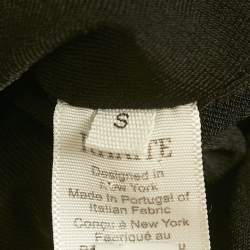 S
Designed in
New York
Made in Portugal of
Italian Fabric
Conçu à New York
Fabriqué au